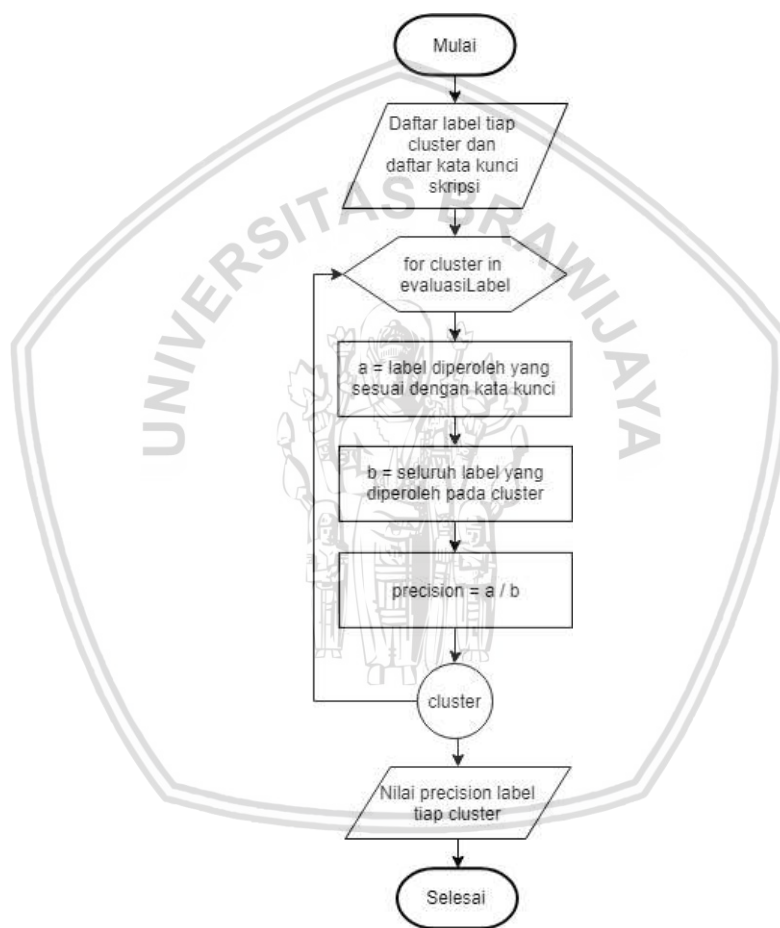 Mulai
Daftar label tiap
cluster dan
daftar kata kunci
skripsi
UNIVERSITAS BRAWIJAYA
for cluster in
evaluasiLabel
a = label diperoleh yang
sesuai dengan kata kunci
b = seluruh label yang
diperoleh pada cluster
precision = a / b
cluster
Nilai precision label
tiap cluster
Selesai